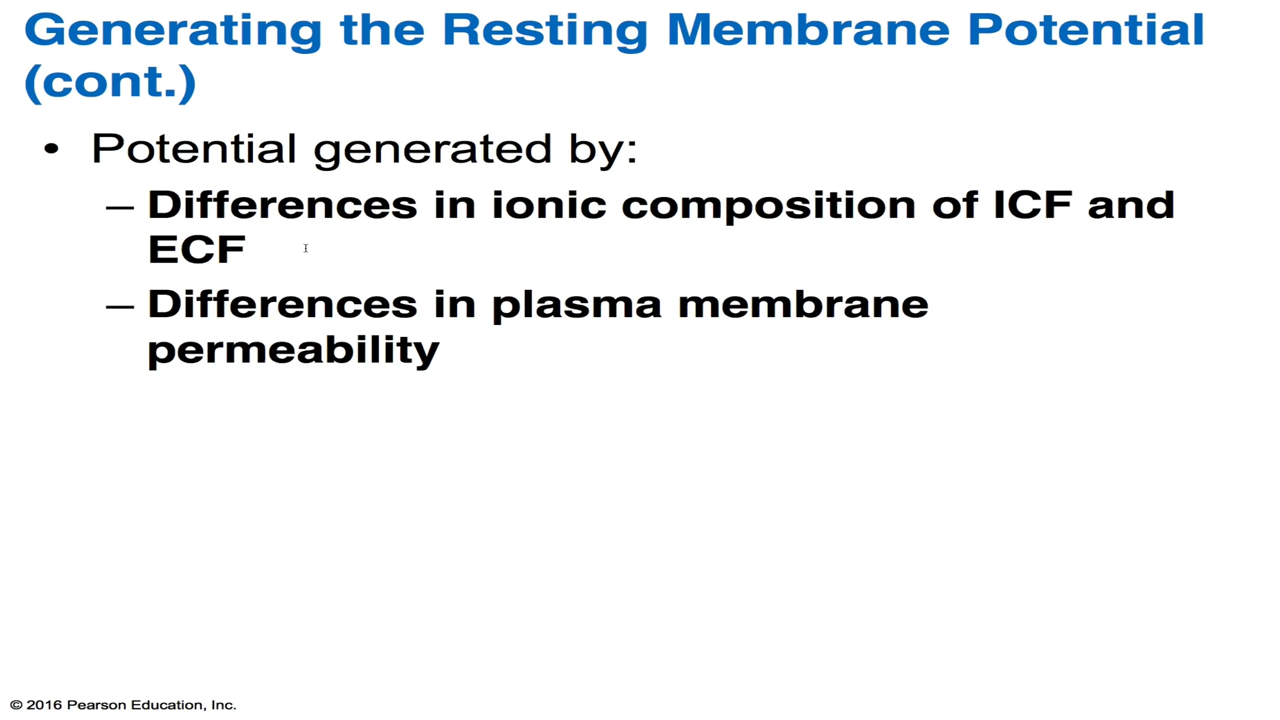 Generating the Resting Membrane Potential
(cont.)
• Potential generated by:
– Differences in ionic composition of ICF and
ECF
– Differences in plasma membrane
permeability
© 2016 Pearson Education, Inc.